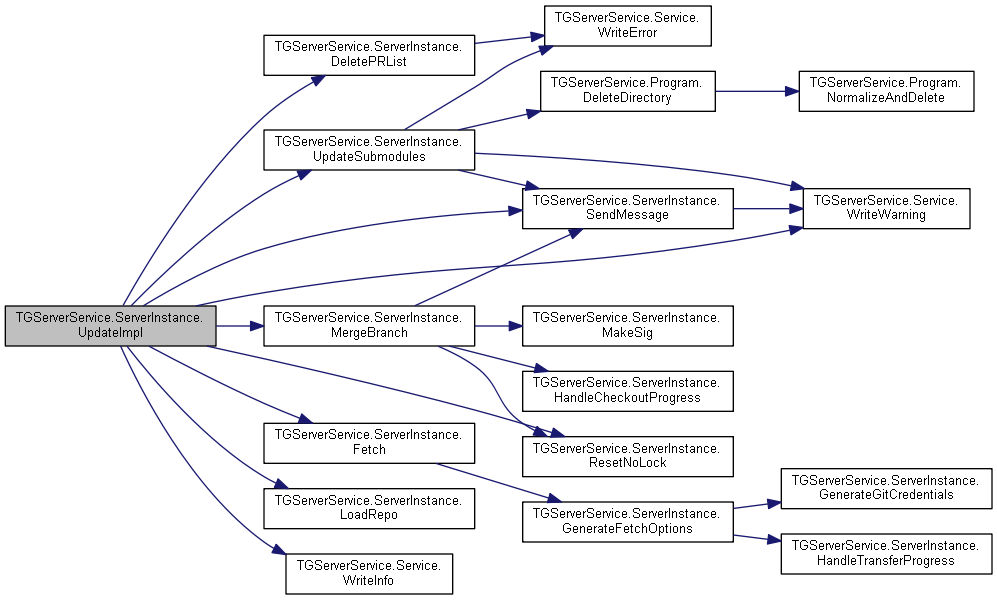 TGServerService.ServerInstance.
UpdateImpl
TGServerService.ServerInstance.
DeletePRList
TGServerService.ServerInstance.
UpdateSubmodules
TGServerService.ServerInstance.
MergeBranch
TGServerService.ServerInstance.
Fetch
TGServerService.ServerInstance.
LoadRepo
TGServerService.Service.
WriteInfo
TGServerService.Service.
WriteError
TGServerService.Program.
DeleteDirectory
TGServerService.ServerInstance.
SendMessage
TGServerService.ServerInstance.
MakeSig
TGServerService.ServerInstance.
HandleCheckoutProgress
TGServerService.ServerInstance.
ResetNoLock
TGServerService.ServerInstance.
GenerateFetchOptions
TGServerService.Program.
NormalizeAndDelete
TGServerService.Service.
WriteWarning
TGServerService.ServerInstance.
GenerateGitCredentials
TGServerService.ServerInstance.
HandleTransferProgress